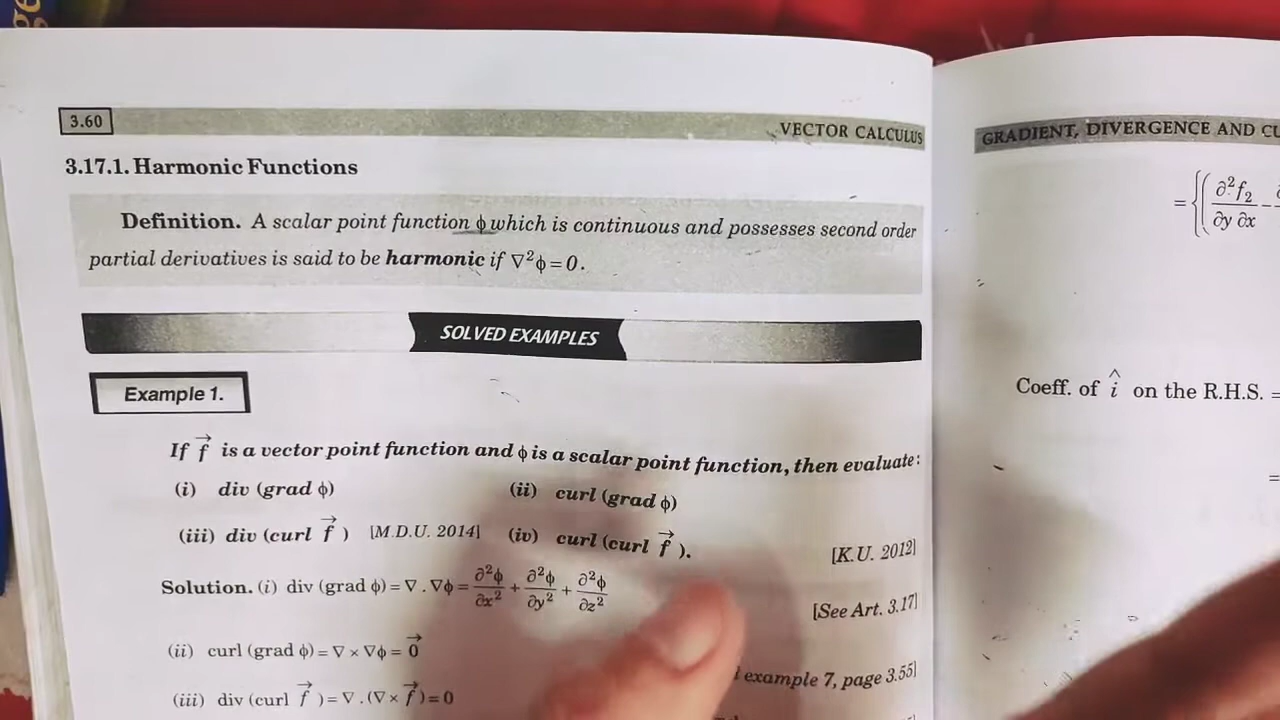 3.60
VECTOR CALCULUS
3.17.1. Harmonic Functions
Definition. A scalar point function ϕ which is continuous and possesses second order
partial derivatives is said to be harmonic if ∇²ϕ = 0.
SOLVED EXAMPLES
Example 1.
If f⃗ is a vector point function and ϕ is a scalar point function, then evaluate:
(i) div (grad ϕ) (ii) curl (grad ϕ)
(iii) div (curl f⃗ ) [M.D.U. 2014] (iv) curl (curl f⃗ ).
[K.U. 2012]
Solution. (i) div (grad ϕ) = ∇ . ∇ϕ = ∂²ϕ/∂x² + ∂²ϕ/∂y² + ∂²ϕ/∂z²
[See Art. 3.17]
(ii) curl (grad ϕ) = ∇ × ∇ϕ = 0⃗
example 7, page 3.55]
(iii) div (curl f⃗ ) = ∇ . (∇ × f⃗ ) = 0
GRADIENT, DIVERGENCE AND
= {( ∂²f₂/∂y ∂x -
Coeff. of î on the R.H.S. =
=